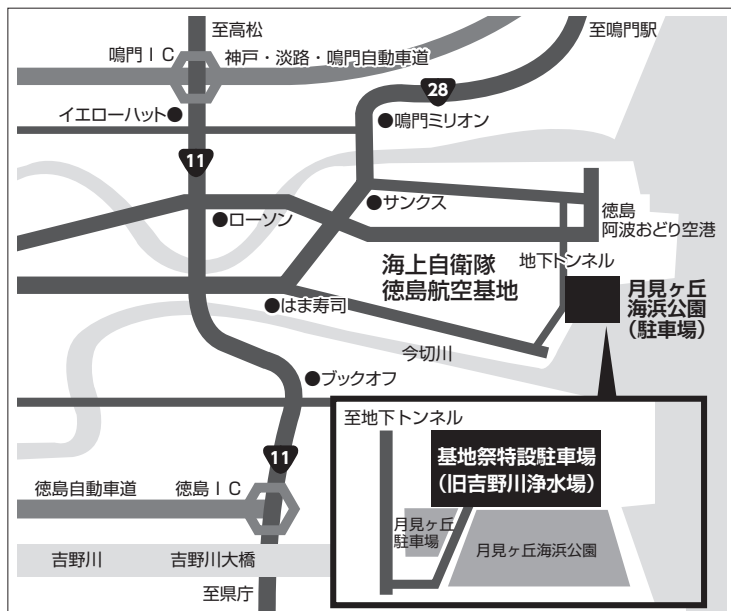 至高松
至鳴門駅
鳴門IC
神戸・淡路・鳴門自動車道
28
イエローハット
鳴門ミリオン
11
サンクス
ローソン
徳島
阿波おどり空港
海上自衛隊
徳島航空基地
地下トンネル
月見ヶ丘
海浜公園
(駐車場)
はま寿司
今切川
ブックオフ
至地下トンネル
基地祭特設駐車場
(旧吉野川浄水場)
11
徳島自動車道
徳島IC
月見ヶ丘
駐車場
月見ヶ丘海浜公園
吉野川
吉野川大橋
至県庁